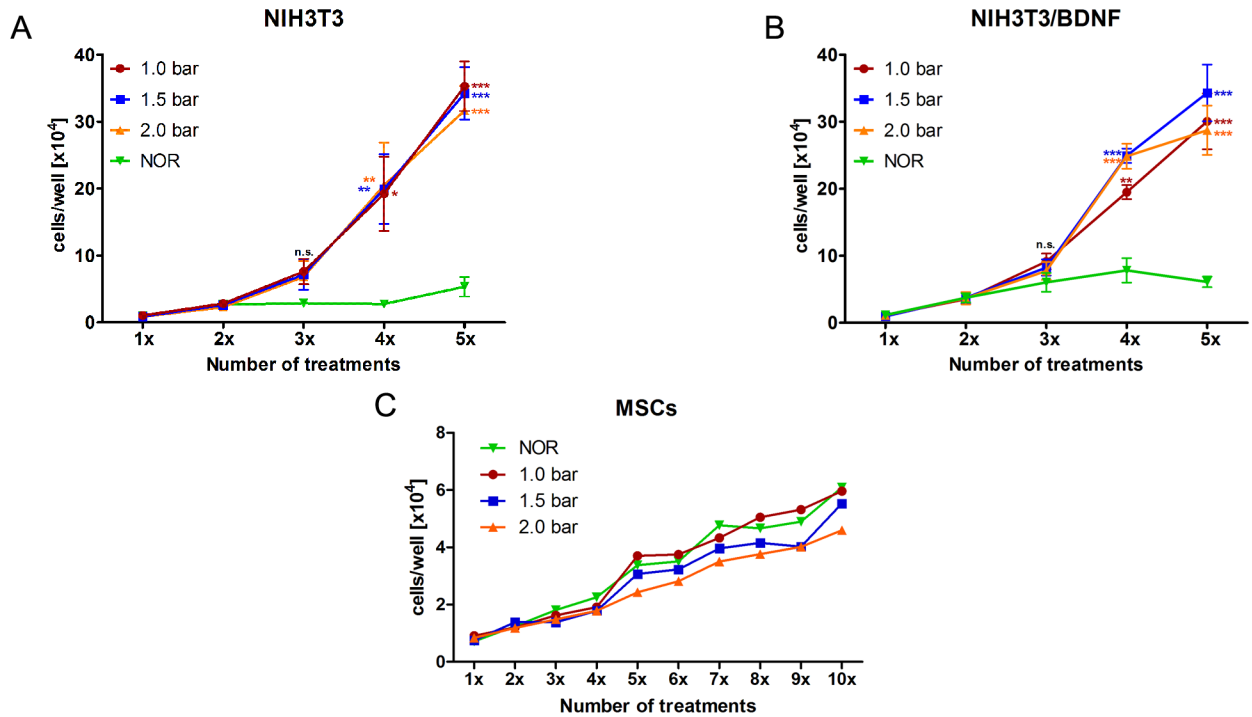 A
NIH3T3
1.0 bar
1.5 bar
2.0 bar
NOR
cells/well [x10⁴]
40
30
20
10
0
***
***
***
**
**
*
n.s.
1x 2x 3x 4x 5x
Number of treatments
B
NIH3T3/BDNF
1.0 bar
1.5 bar
2.0 bar
NOR
cells/well [x10⁴]
40
30
20
10
0
***
***
***
***
***
**
n.s.
1x 2x 3x 4x 5x
Number of treatments
C
MSCs
NOR
1.0 bar
1.5 bar
2.0 bar
cells/well [x10⁴]
8
6
4
2
0
1x 2x 3x 4x 5x 6x 7x 8x 9x 10x
Number of treatments